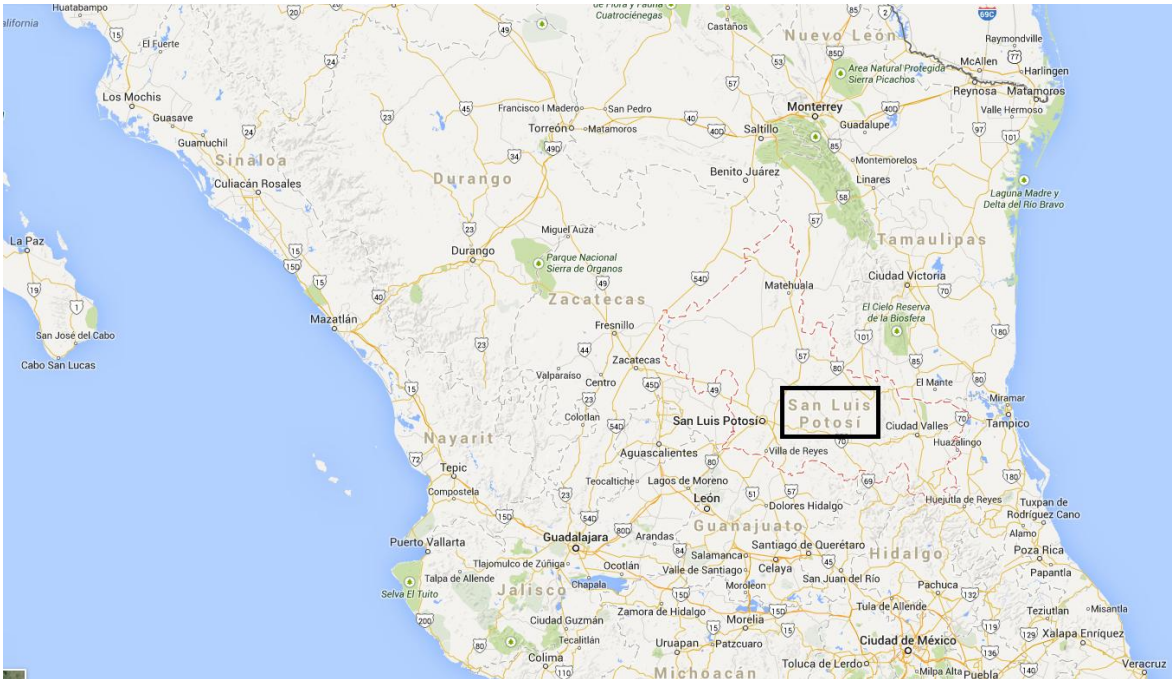 Huatabampo
de Flora y Fauna
Cuatrociénegas
Castaños
Nuevo León
Raymondville
El Fuerte
McAllen
Harlingen
Area Natural Protegida
Sierra Picachos
Reynosa
Matamoros
Valle Hermoso
Los Mochis
Guasave
Francisco I Madero
San Pedro
Monterrey
Guadalupe
Torreón
Matamoros
Saltillo
Guamuchil
Sinaloa
Montemorelos
Benito Juárez
Linares
Culiacán Rosales
Durango
Laguna Madre y
Delta del Río Bravo
La Paz
Miguel Auza
Durango
Tamaulipas
Parque Nacional
Sierra de Organos
Ciudad Victoria
Matehuala
Zacatecas
El Cielo Reserva
de la Biosfera
Mazatlán
Fresnillo
San José del Cabo
Cabo San Lucas
Zacatecas
Valparaíso
Centro
El Mante
Miramar
San Luis
Potosí
Colotlan
San Luis Potosí
Ciudad Valles
Tampico
Nayarit
Huazalingo
Aguascalientes
Villa de Reyes
Tepic
Teocaltiche
Lagos de Moreno
Compostela
León
Dolores Hidalgo
Huejutla de Reyes
Tuxpan de
Rodríguez Cano
Guanajuato
Alamo
Puerto Vallarta
Guadalajara
Arandas
Santiago de Querétaro
Hidalgo
Poza Rica
Salamanca
Tlajomulco de Zúñiga
Ocotlán
Valle de Santiago
Celaya
Papantla
Talpa de Allende
Chapala
San Juan del Río
Moroleon
Pachuca
Selva El Tuito
Jalisco
Zamora de Hidalgo
Tula de Allende
Teziutlan
Misantla
Ciudad Guzmán
Morelia
Tecalitlán
Uruapan
Patzcuaro
Ciudad de México
Xalapa Enríquez
Colima
Toluca de Lerdo
Michoacán
Milpa Alta
Puebla
Veracruz